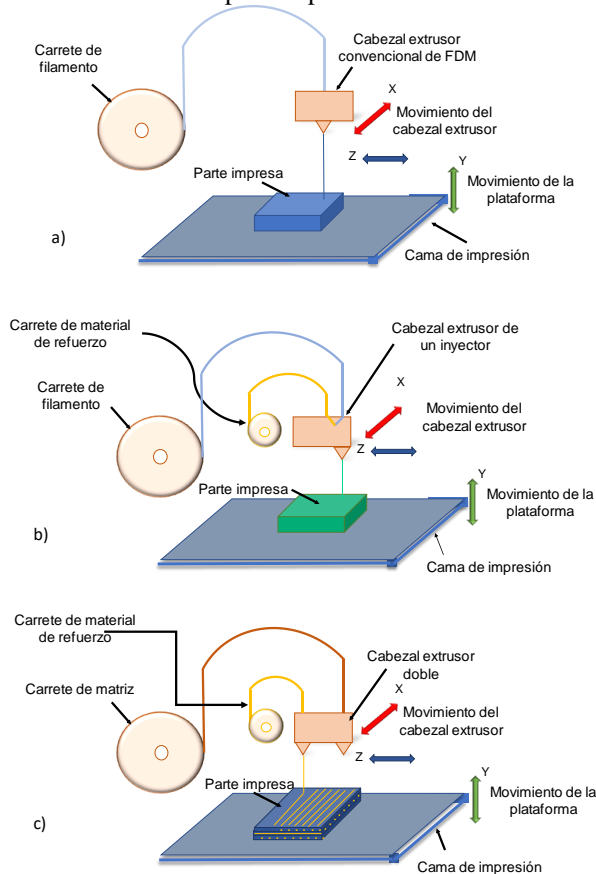 Carrete de
filamento
Cabezal extrusor
convencional de FDM
X
Movimiento del
cabezal extrusor
Z
Y
Parte impresa
Movimiento de la
plataforma
Cama de impresión
a)
Carrete de material
de refuerzo
Cabezal extrusor de
un inyector
Carrete de
filamento
X
Movimiento del
cabezal extrusor
Z
Y
Parte impresa
Movimiento de la
plataforma
b)
Cama de impresión
Carrete de material
de refuerzo
Cabezal extrusor
doble
Carrete de matriz
X
Movimiento del
cabezal extrusor
Z
Y
Parte impresa
Movimiento de la
plataforma
c)
Cama de impresión